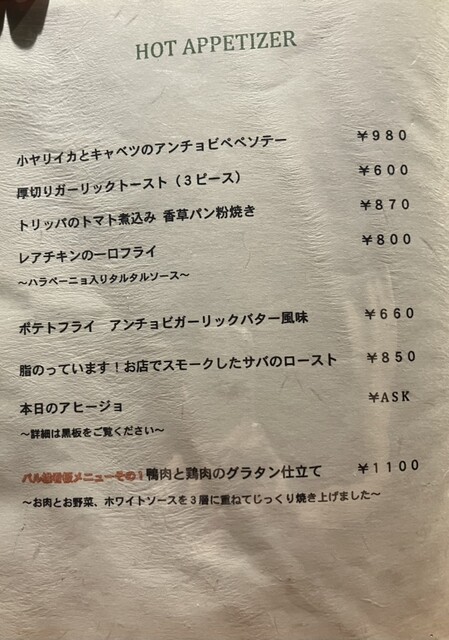 HOT APPETIZER
小ヤリイカとキャベツのアンチョビペペソテー ￥980
厚切りガーリックトースト（３ピース） ￥600
トリッパのトマト煮込み 香草パン粉焼き ￥870
レアチキンの一口フライ ￥800
～ハラペーニョ入りタルタルソース～
ポテトフライ　アンチョビガーリックバター風味 ￥660
脂のっています！お店でスモークしたサバのロースト ￥850
本日のアヒージョ ￥ASK
～詳細は黒板をご覧ください～
メニューその１ 鴨肉と鶏肉のグラタン仕立て ￥1100
～お肉とお野菜、ホワイトソースを３層に重ねてじっくり焼き上げました～